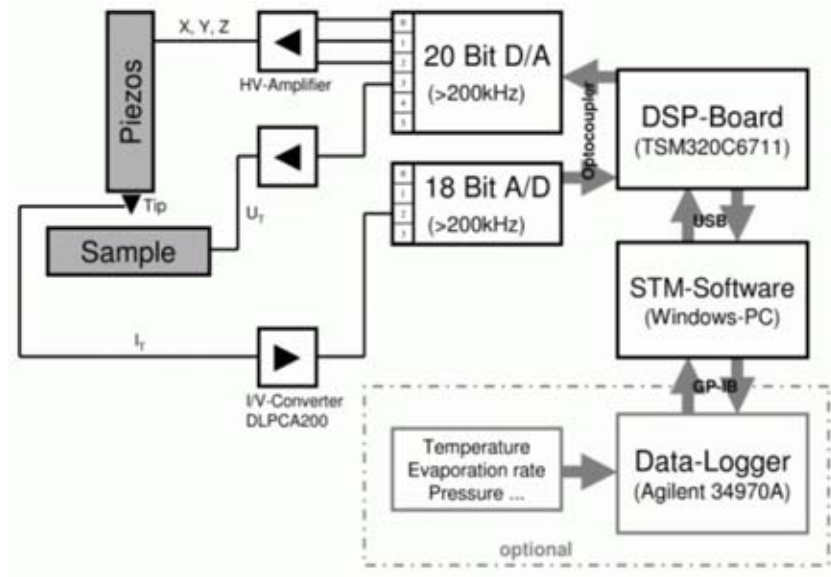 X, Y, Z
Piezos
HV-Amplifier
0
1
2
3
4
5
20 Bit D/A
(>200kHz)
Optocoupler
DSP-Board
(TSM320C6711)
0
1
2
3
18 Bit A/D
(>200kHz)
Tip
U_T
Sample
USB
STM-Software
(Windows-PC)
I_T
I/V-Converter
DLPCA200
GP-IB
Temperature
Evaporation rate
Pressure ...
Data-Logger
(Agilent 34970A)
optional